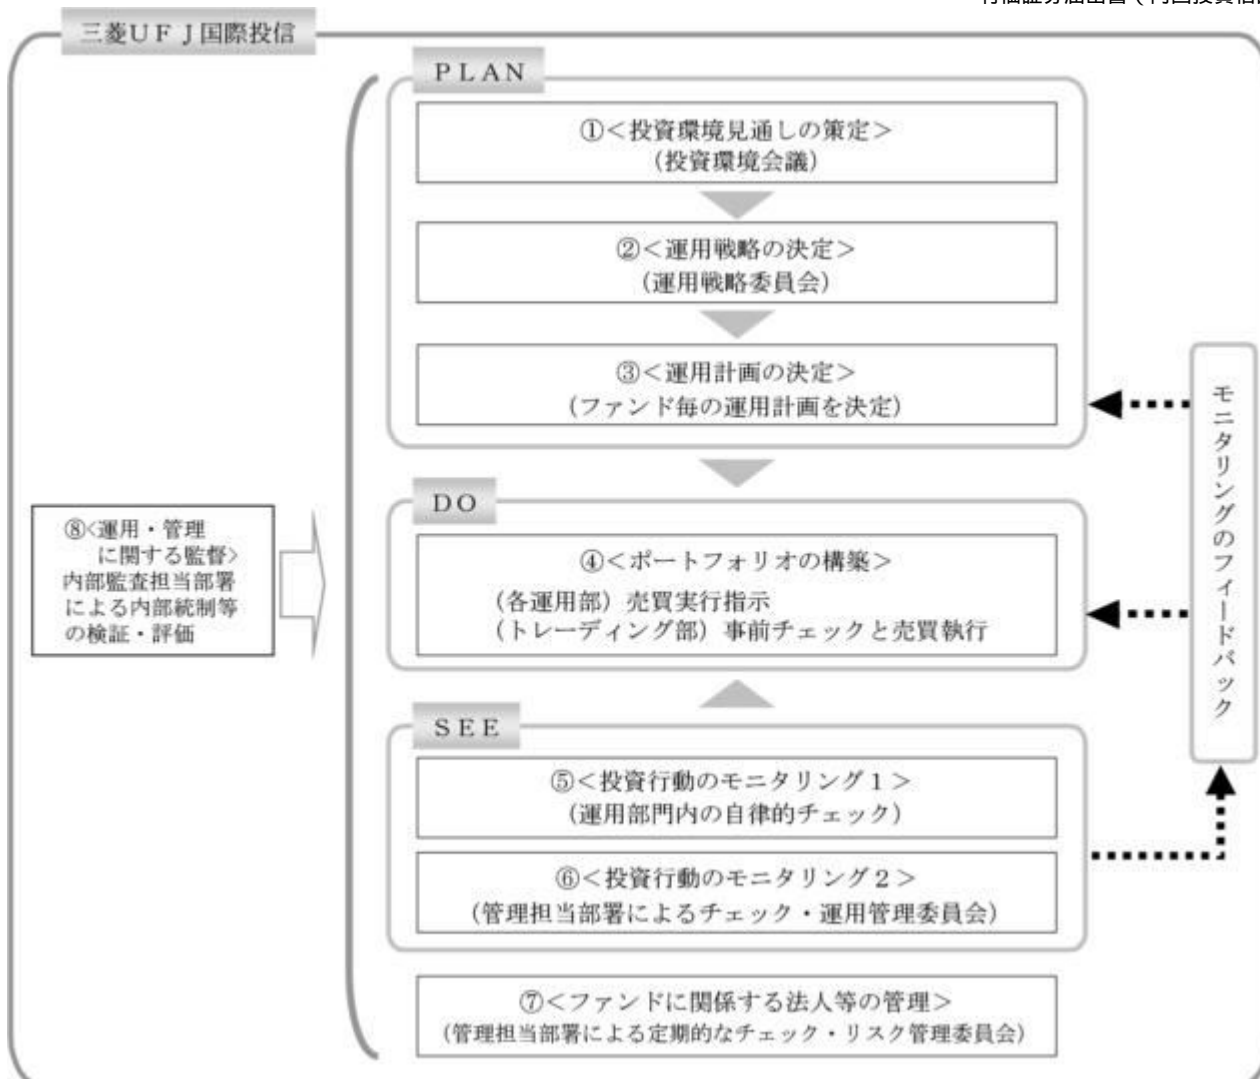 三菱UFJ国際投信
PLAN
①<投資環境見通しの策定>
(投資環境会議)
②<運用戦略の決定>
(運用戦略委員会)
③<運用計画の決定>
(ファンド毎の運用計画を決定)
DO
④<ポートフォリオの構築>
(各運用部)売買実行指示
(トレーディング部)事前チェックと売買執行
SEE
⑤<投資行動のモニタリング1>
(運用部門内の自律的チェック)
⑥<投資行動のモニタリング2>
(管理担当部署によるチェック・運用管理委員会)
⑦<ファンドに関係する法人等の管理>
(管理担当部署による定期的なチェック・リスク管理委員会)
⑧<運用・管理
に関する監督>
内部監査担当部署
による内部統制等
の検証・評価
モニタリングのフィードバック